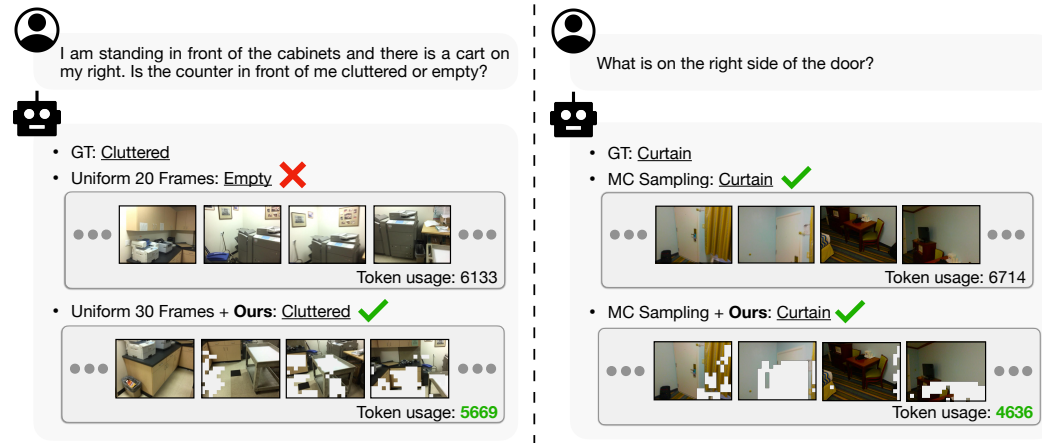 I am standing in front of the cabinets and there is a cart on
my right. Is the counter in front of me cluttered or empty?
• GT: Cluttered
• Uniform 20 Frames: Empty
Token usage: 6133
• Uniform 30 Frames + Ours: Cluttered
Token usage: 5669
What is on the right side of the door?
• GT: Curtain
• MC Sampling: Curtain
Token usage: 6714
• MC Sampling + Ours: Curtain
Token usage: 4636